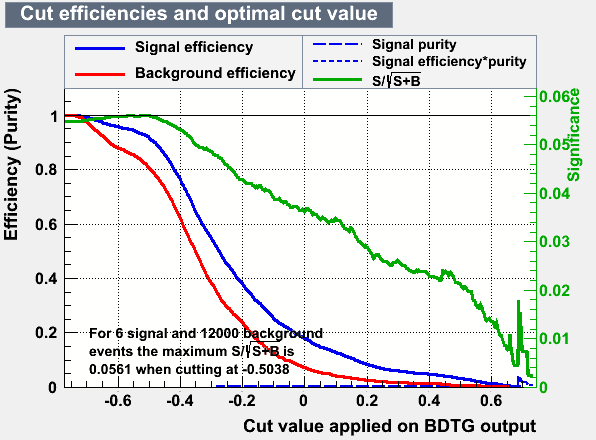 Cut efficiencies and optimal cut value
Signal efficiency
Background efficiency
Signal purity
Signal efficiency*purity
S/√S+B
Efficiency (Purity)
1
0.8
0.6
0.4
0.2
0
0.06
0.05
0.04
0.03
0.02
0.01
0
Significance
For 6 signal and 12000 background
events the maximum S/√S+B is
0.0561 when cutting at -0.5038
-0.6 -0.4 -0.2 0 0.2 0.4 0.6
Cut value applied on BDTG output